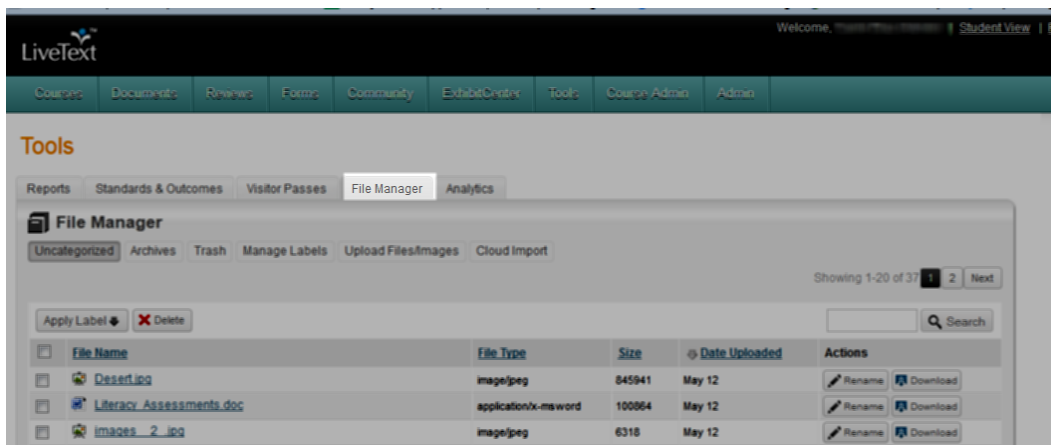 Welcome, | Student View |
LiveText
Courses Documents Reviews Forms Community ExhibitCenter Tools Course Admin Admin
Tools
Reports Standards & Outcomes Visitor Passes File Manager Analytics
File Manager
Uncategorized Archives Trash Manage Labels Upload Files/Images Cloud Import
Showing 1-20 of 37 1 2 Next
Apply Label Delete Search
File Name File Type Size Date Uploaded Actions
Desert.jpg image/jpeg 845941 May 12 Rename Download
Literacy_Assessments.doc application/x-msword 100864 May 12 Rename Download
images__2_.jpg image/jpeg 6318 May 12 Rename Download